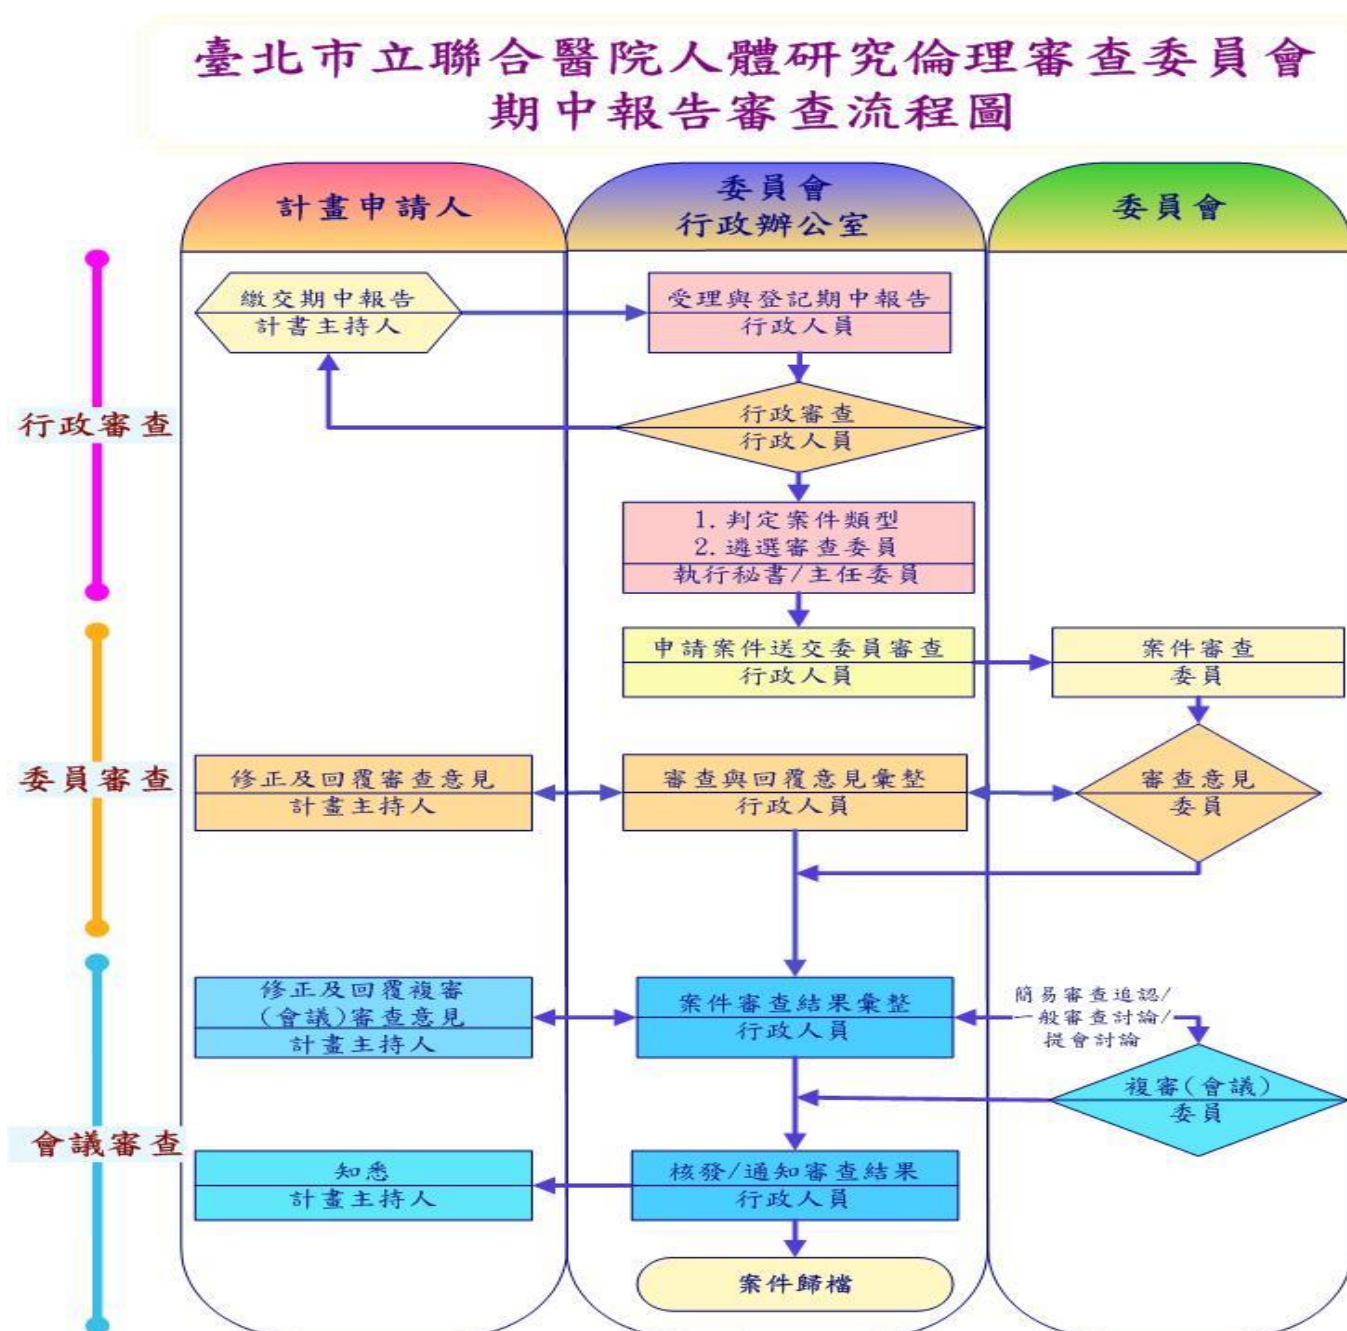 臺北市立聯合醫院人體研究倫理審查委員會
期中報告審查流程圖
計畫申請人
委員會
行政辦公室
委員會
繳交期中報告
計書主持人
受理與登記期中報告
行政人員
行政審查
行政審查
行政人員
1.判定案件類型
2.遴選審查委員
執行秘書/主任委員
申請案件送交委員審查
行政人員
案件審查
委員
委員審查
修正及回覆審查意見
計畫主持人
審查與回覆意見彙整
行政人員
審查意見
委員
修正及回覆複審
(會議)審查意見
計畫主持人
案件審查結果彙整
行政人員
簡易審查追認/
一般審查討論/
提會討論
複審(會議)
委員
會議審查
知悉
計畫主持人
核發/通知審查結果
行政人員
案件歸檔